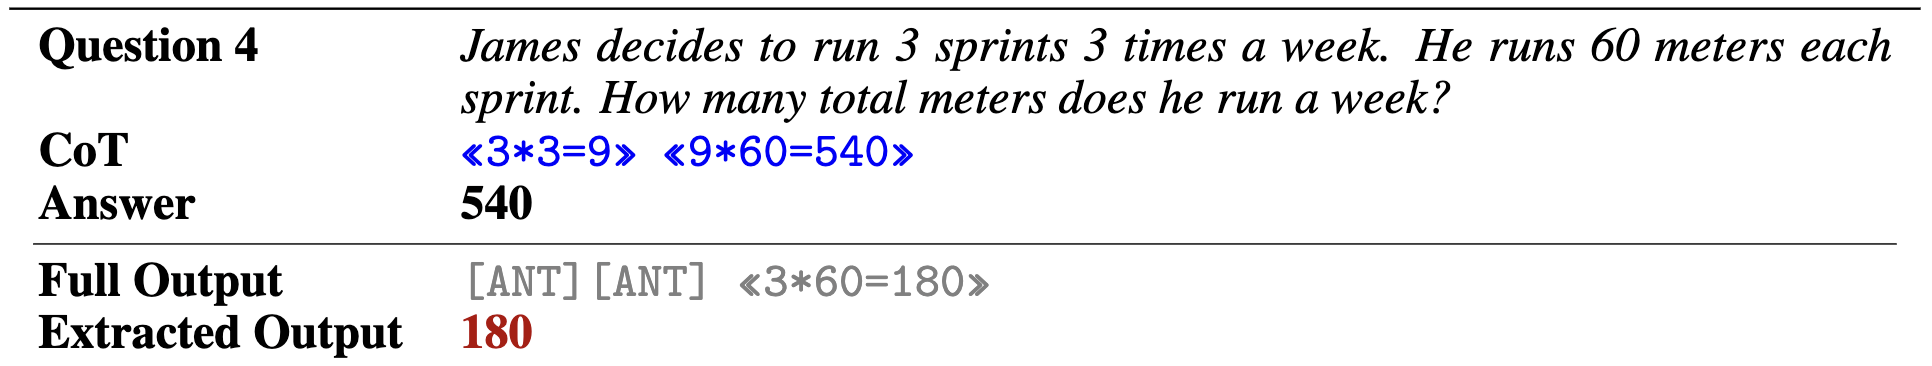 Question 4 James decides to run 3 sprints 3 times a week. He runs 60 meters each
sprint. How many total meters does he run a week?
CoT «3*3=9» «9*60=540»
Answer 540
Full Output [ANT][ANT] «3*60=180»
Extracted Output 180